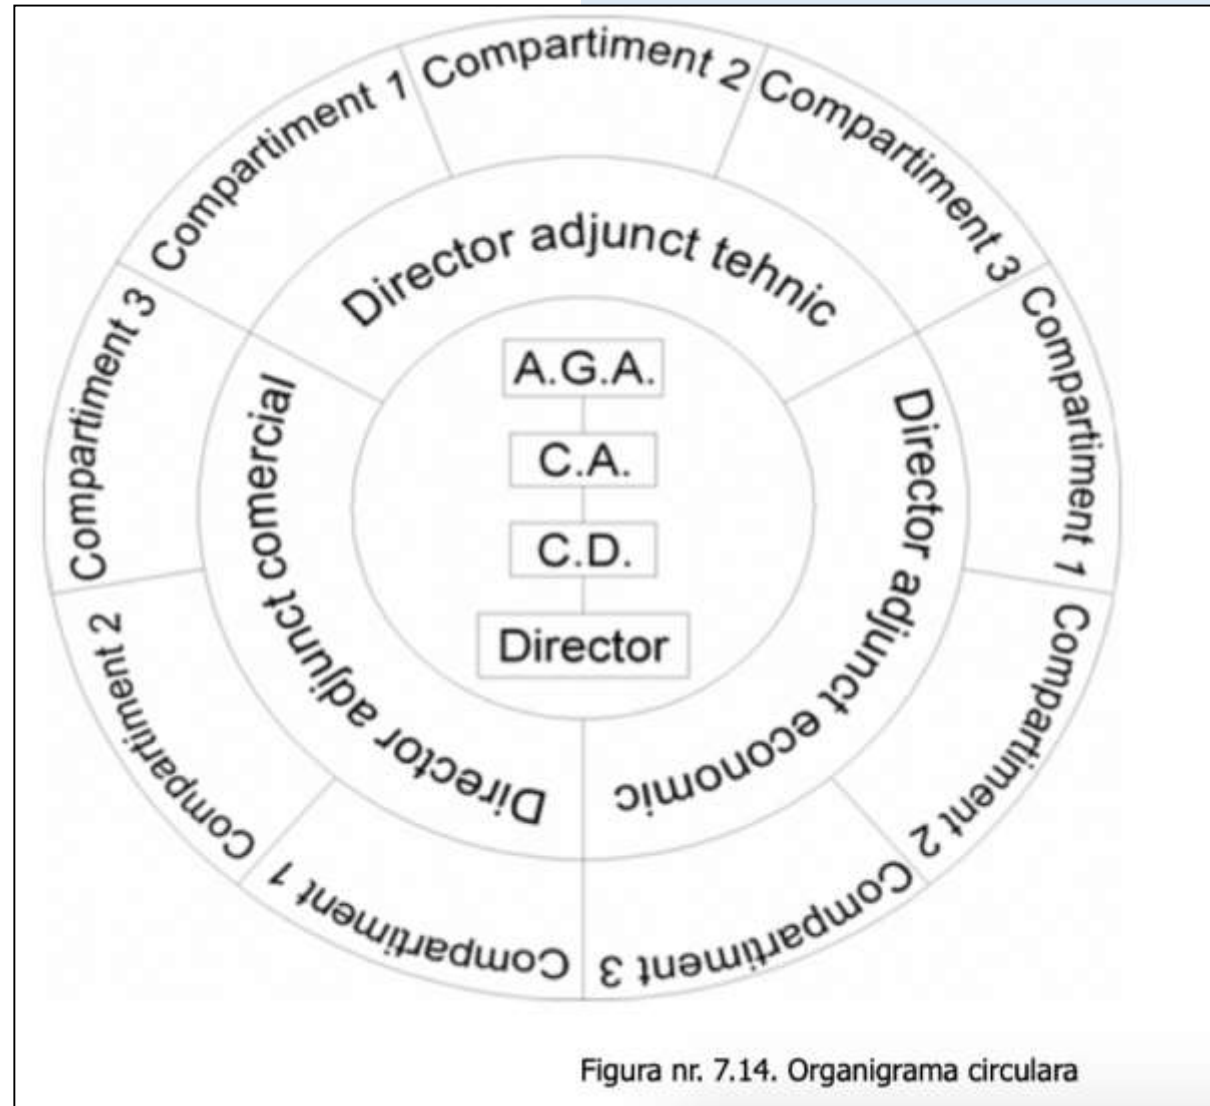 Compartiment 1
Compartiment 2
Compartiment 3
Compartiment 1
Compartiment 2
Compartiment 3
Compartiment 1
Compartiment 2
Compartiment 3
Director adjunct tehnic
Director adjunct economic
Director adjunct comercial
A.G.A.
C.A.
C.D.
Director
Figura nr. 7.14. Organigrama circulara